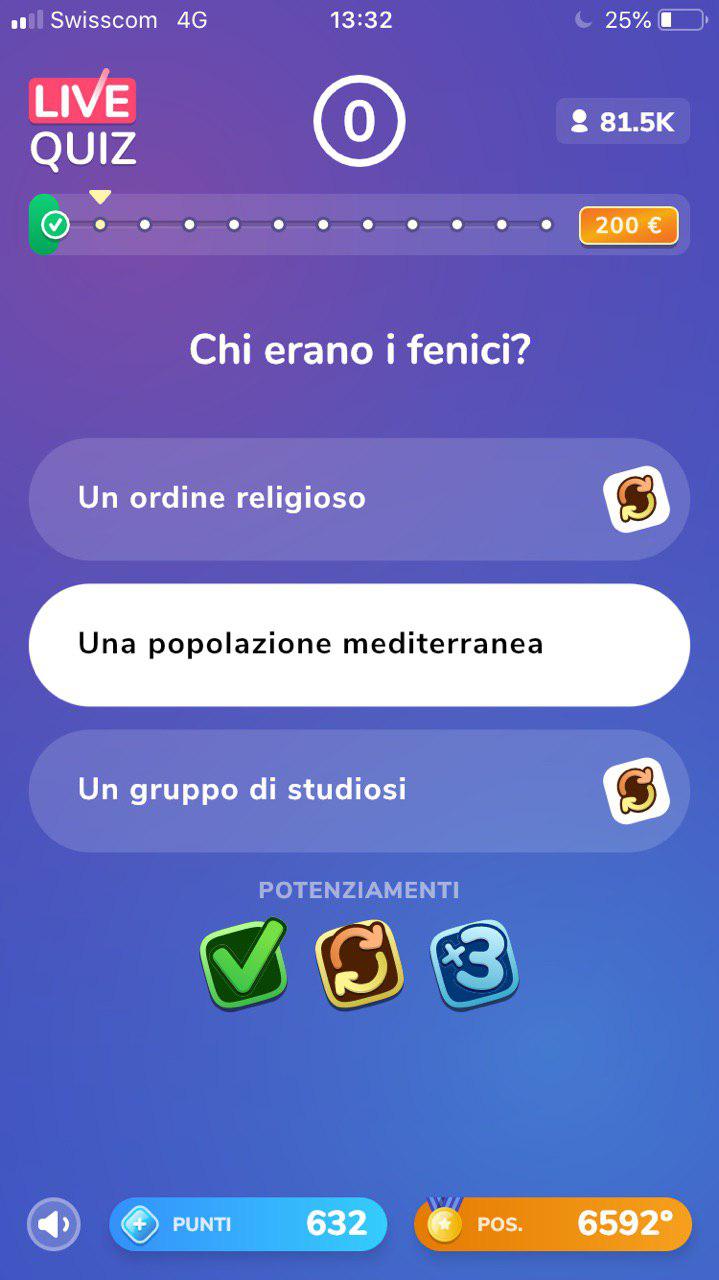 Swisscom 4G 13:32 25%
LIVE
QUIZ
0
81.5K
200 €
Chi erano i fenici?
Un ordine religioso
Una popolazione mediterranea
Un gruppo di studiosi
POTENZIAMENTI
×3
PUNTI 632
POS. 6592°